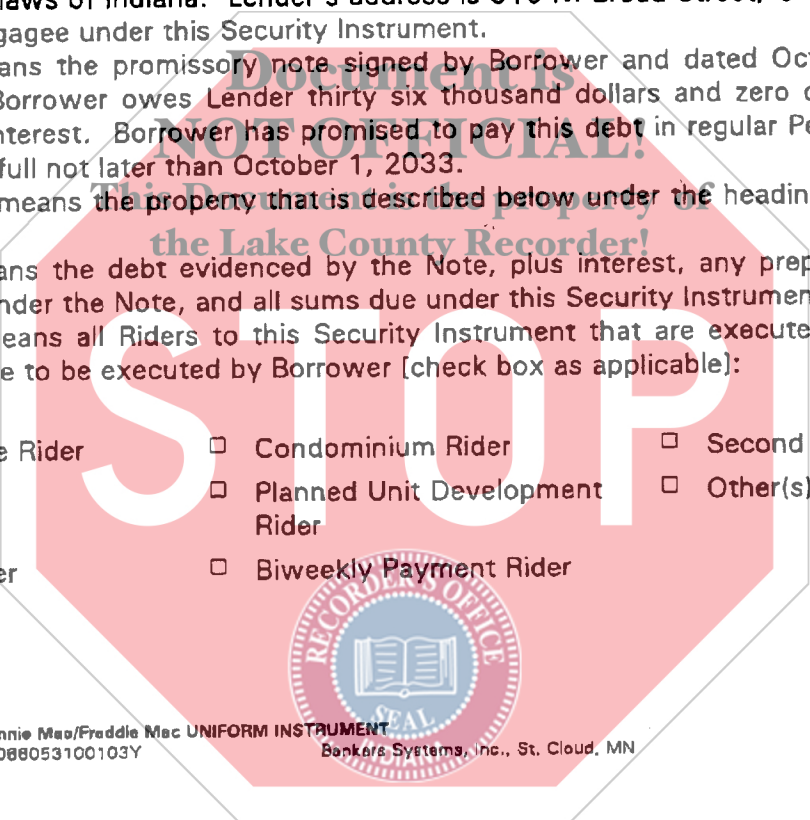 laws of Indiana. Lender's address is
gagee under this Security Instrument.
ans the promissory note signed by Borrower and dated Oc
Borrower owes Lender thirty six thousand dollars and zero
nterest. Borrower has promised to pay this debt in regular Pe
full not later than October 1, 2033.
means the property that is described below under the headin
ans the debt evidenced by the Note, plus interest, any prep
nder the Note, and all sums due under this Security Instrumen
eans all Riders to this Security Instrument that are execute
e to be executed by Borrower [check box as applicable]:
Document is
NOT OFFICIAL!
This Document is the property of
the Lake County Recorder!
STOP
e Rider
□ Condominium Rider
□ Second
□ Planned Unit Development
Rider
□ Other(s)
er
□ Biweekly Payment Rider
RECORDER'S OFFICE
SEAL
INDIANA
nnie Mae/Freddie Mac UNIFORM INSTRUMENT
088053100103Y
Bankers Systems, Inc., St. Cloud, MN